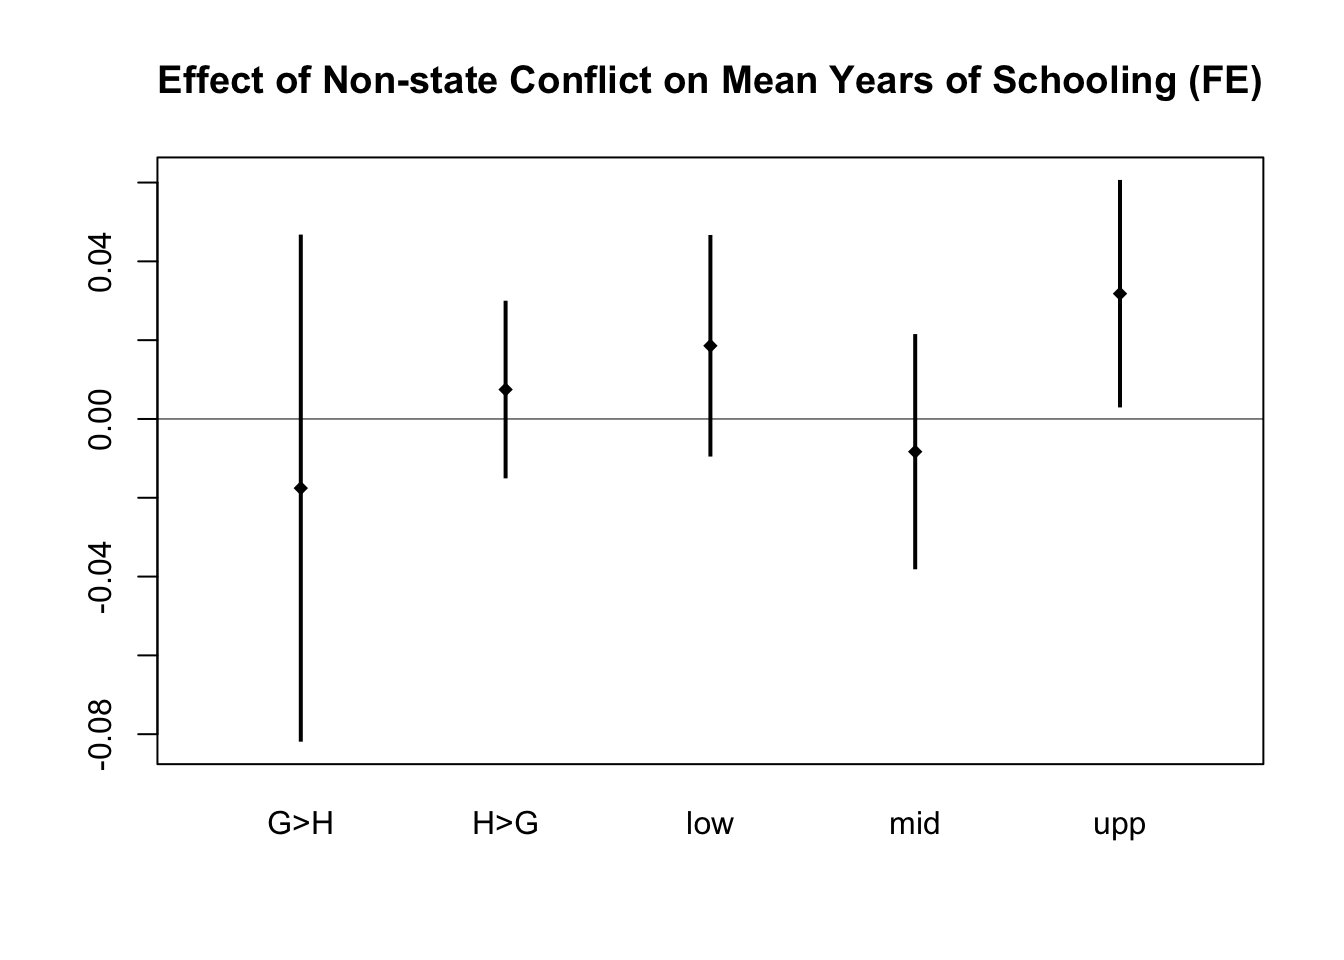 Effect of Non-state Conflict on Mean Years of Schooling (FE)
0.04
0.00
-0.04
-0.08
G>H H>G low mid upp